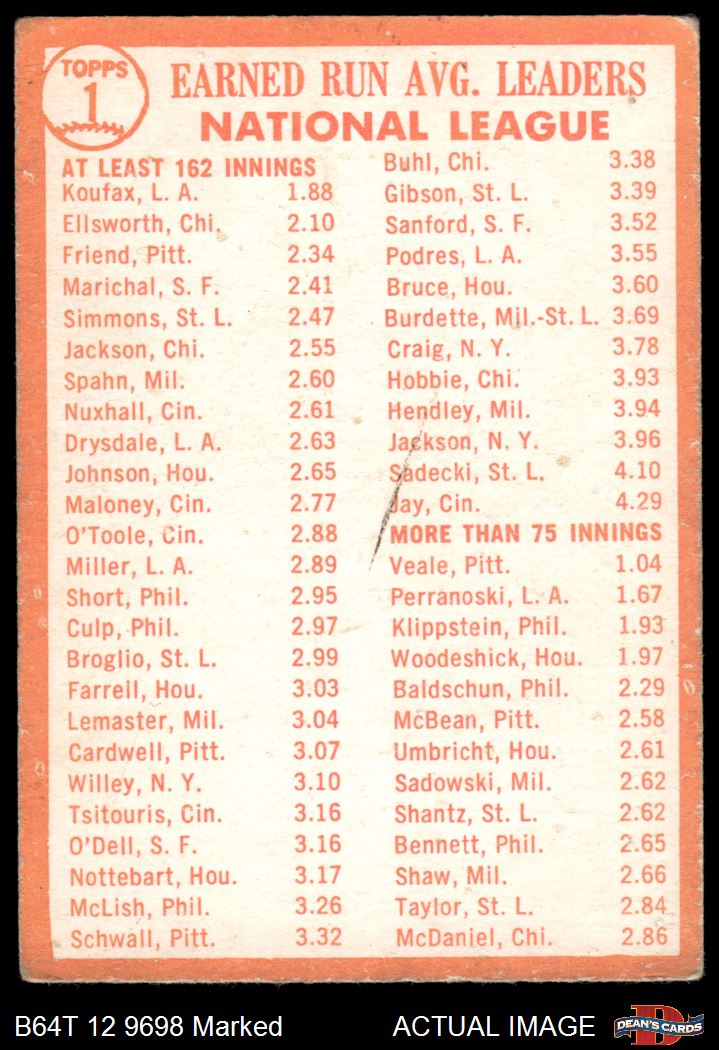 TOPPS
1
EARNED RUN AVG. LEADERS
NATIONAL LEAGUE
AT LEAST 162 INNINGS
Koufax, L. A. 1.88
Ellsworth, Chi. 2.10
Friend, Pitt. 2.34
Marichal, S. F. 2.41
Simmons, St. L. 2.47
Jackson, Chi. 2.55
Spahn, Mil. 2.60
Nuxhall, Cin. 2.61
Drysdale, L. A. 2.63
Johnson, Hou. 2.65
Maloney, Cin. 2.77
O'Toole, Cin. 2.88
Miller, L. A. 2.89
Short, Phil. 2.95
Culp, Phil. 2.97
Broglio, St. L. 2.99
Farrell, Hou. 3.03
Lemaster, Mil. 3.04
Cardwell, Pitt. 3.07
Willey, N. Y. 3.10
Tsitouris, Cin. 3.16
O'Dell, S. F. 3.16
Nottebart, Hou. 3.17
McLish, Phil. 3.26
Schwall, Pitt. 3.32
Buhl, Chi. 3.38
Gibson, St. L. 3.39
Sanford, S. F. 3.52
Podres, L. A. 3.55
Bruce, Hou. 3.60
Burdette, Mil.-St. L. 3.69
Craig, N. Y. 3.78
Hobbie, Chi. 3.93
Hendley, Mil. 3.94
Jackson, N. Y. 3.96
Sadecki, St. L. 4.10
Jay, Cin. 4.29
MORE THAN 75 INNINGS
Veale, Pitt. 1.04
Perranoski, L. A. 1.67
Klippstein, Phil. 1.93
Woodeshick, Hou. 1.97
Baldschun, Phil. 2.29
McBean, Pitt. 2.58
Umbricht, Hou. 2.61
Sadowski, Mil. 2.62
Shantz, St. L. 2.62
Bennett, Phil. 2.65
Shaw, Mil. 2.66
Taylor, St. L. 2.84
McDaniel, Chi. 2.86
B64T 12 9698 Marked
ACTUAL IMAGE
DEAN'S CARDS